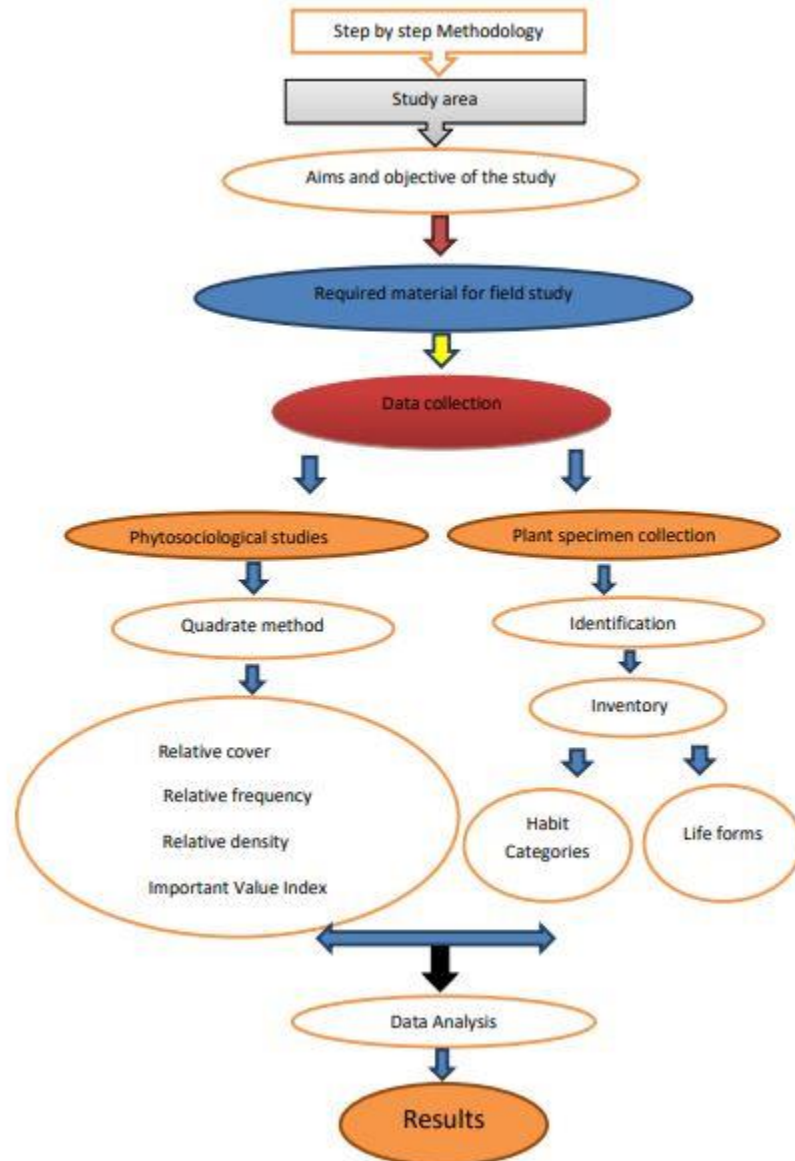 Step by step Methodology
Study area
Aims and objective of the study
Required material for field study
Data collection
Phytosociological studies
Plant specimen collection
Quadrate method
Identification
Inventory
Relative cover
Relative frequency
Relative density
Important Value Index
Habit
Categories
Life forms
Data Analysis
Results